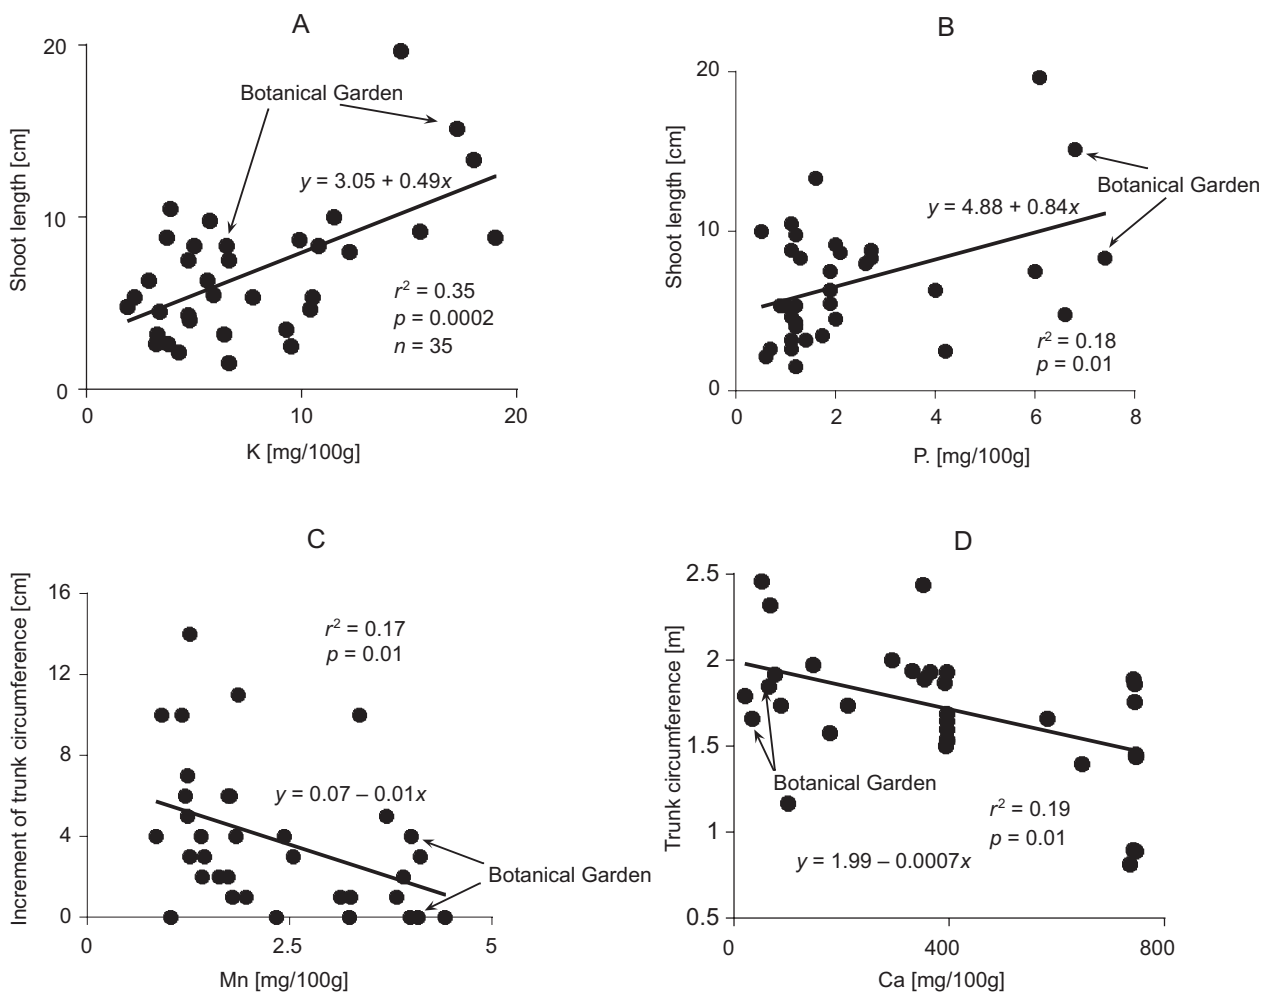 A
20
Botanical Garden
y = 3.05 + 0.49x
10
r² = 0.35
p = 0.0002
n = 35
0
0 10 20
K [mg/100g]
Shoot length [cm]
B
20
Botanical Garden
y = 4.88 + 0.84x
10
r² = 0.18
p = 0.01
0
0 2 4 6 8
P. [mg/100g]
Shoot length [cm]
C
16
r² = 0.17
p = 0.01
12
8
y = 0.07 – 0.01x
4
Botanical Garden
0
0 2.5 5
Mn [mg/100g]
Increment of trunk circumference [cm]
D
2.5
2
1.5
Botanical Garden
r² = 0.19
1
p = 0.01
y = 1.99 – 0.0007x
0.5
0 400 800
Ca [mg/100g]
Trunk circumference [m]